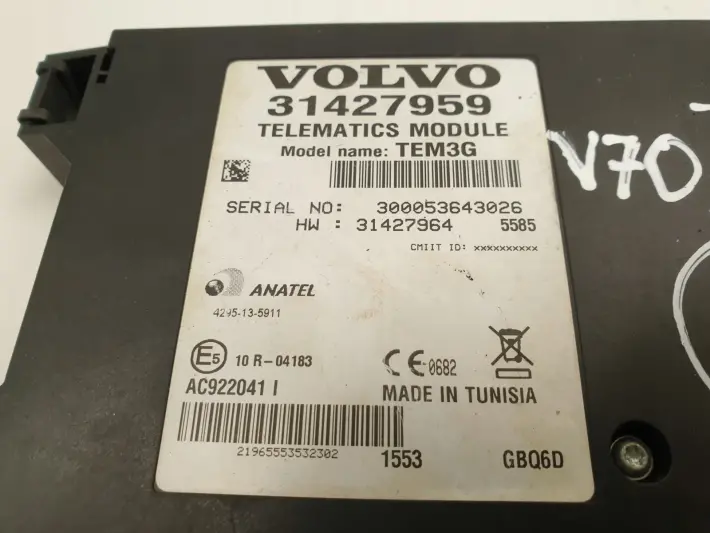 VOLVO
31427959
TELEMATICS MODULE
Model name: TEM3G
SERIAL NO: 300053643026
HW : 31427964 5585
CMIIT ID: xxxxxxxxxx
ANATEL
4295-13-5911
E5 10 R-04183
CE 0682
AC922041 I
MADE IN TUNISIA
21965553532302
1553 GBQ6D
V70